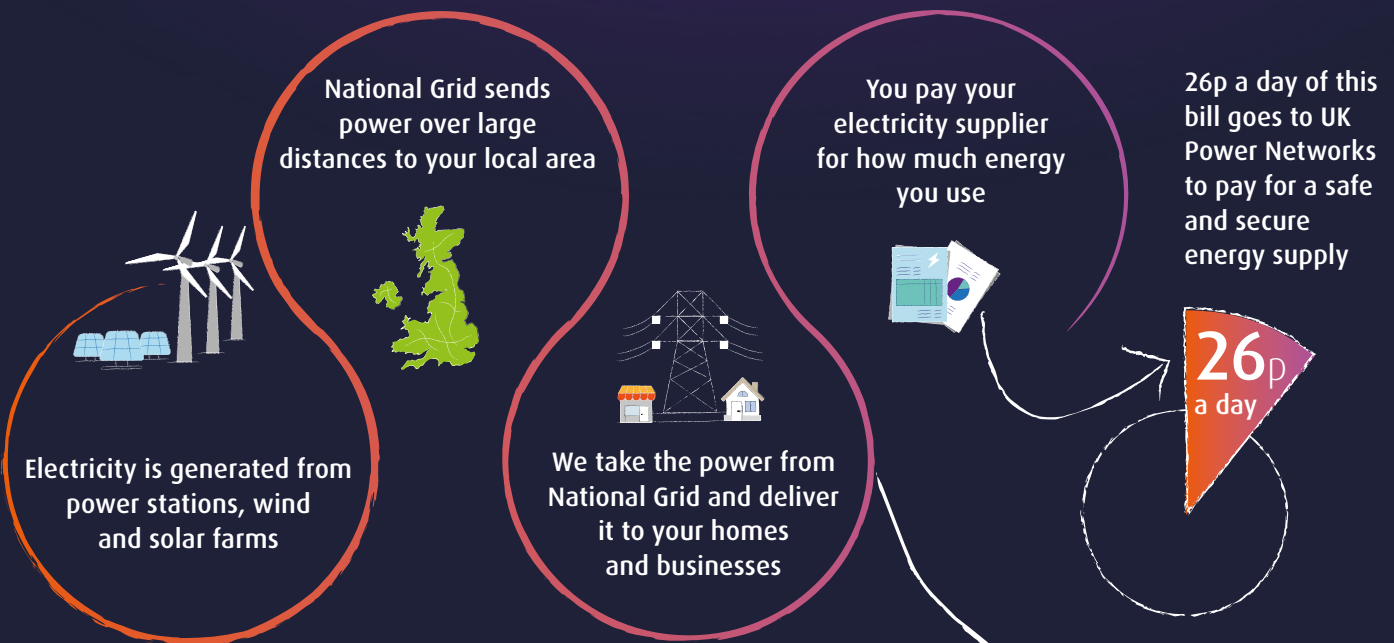 Electricity is generated from
power stations, wind
and solar farms
National Grid sends
power over large
distances to your local area
We take the power from
National Grid and deliver
it to your homes
and businesses
You pay your
electricity supplier
for how much energy
you use
26p a day of this
bill goes to UK
Power Networks
to pay for a safe
and secure
energy supply
26p
a day